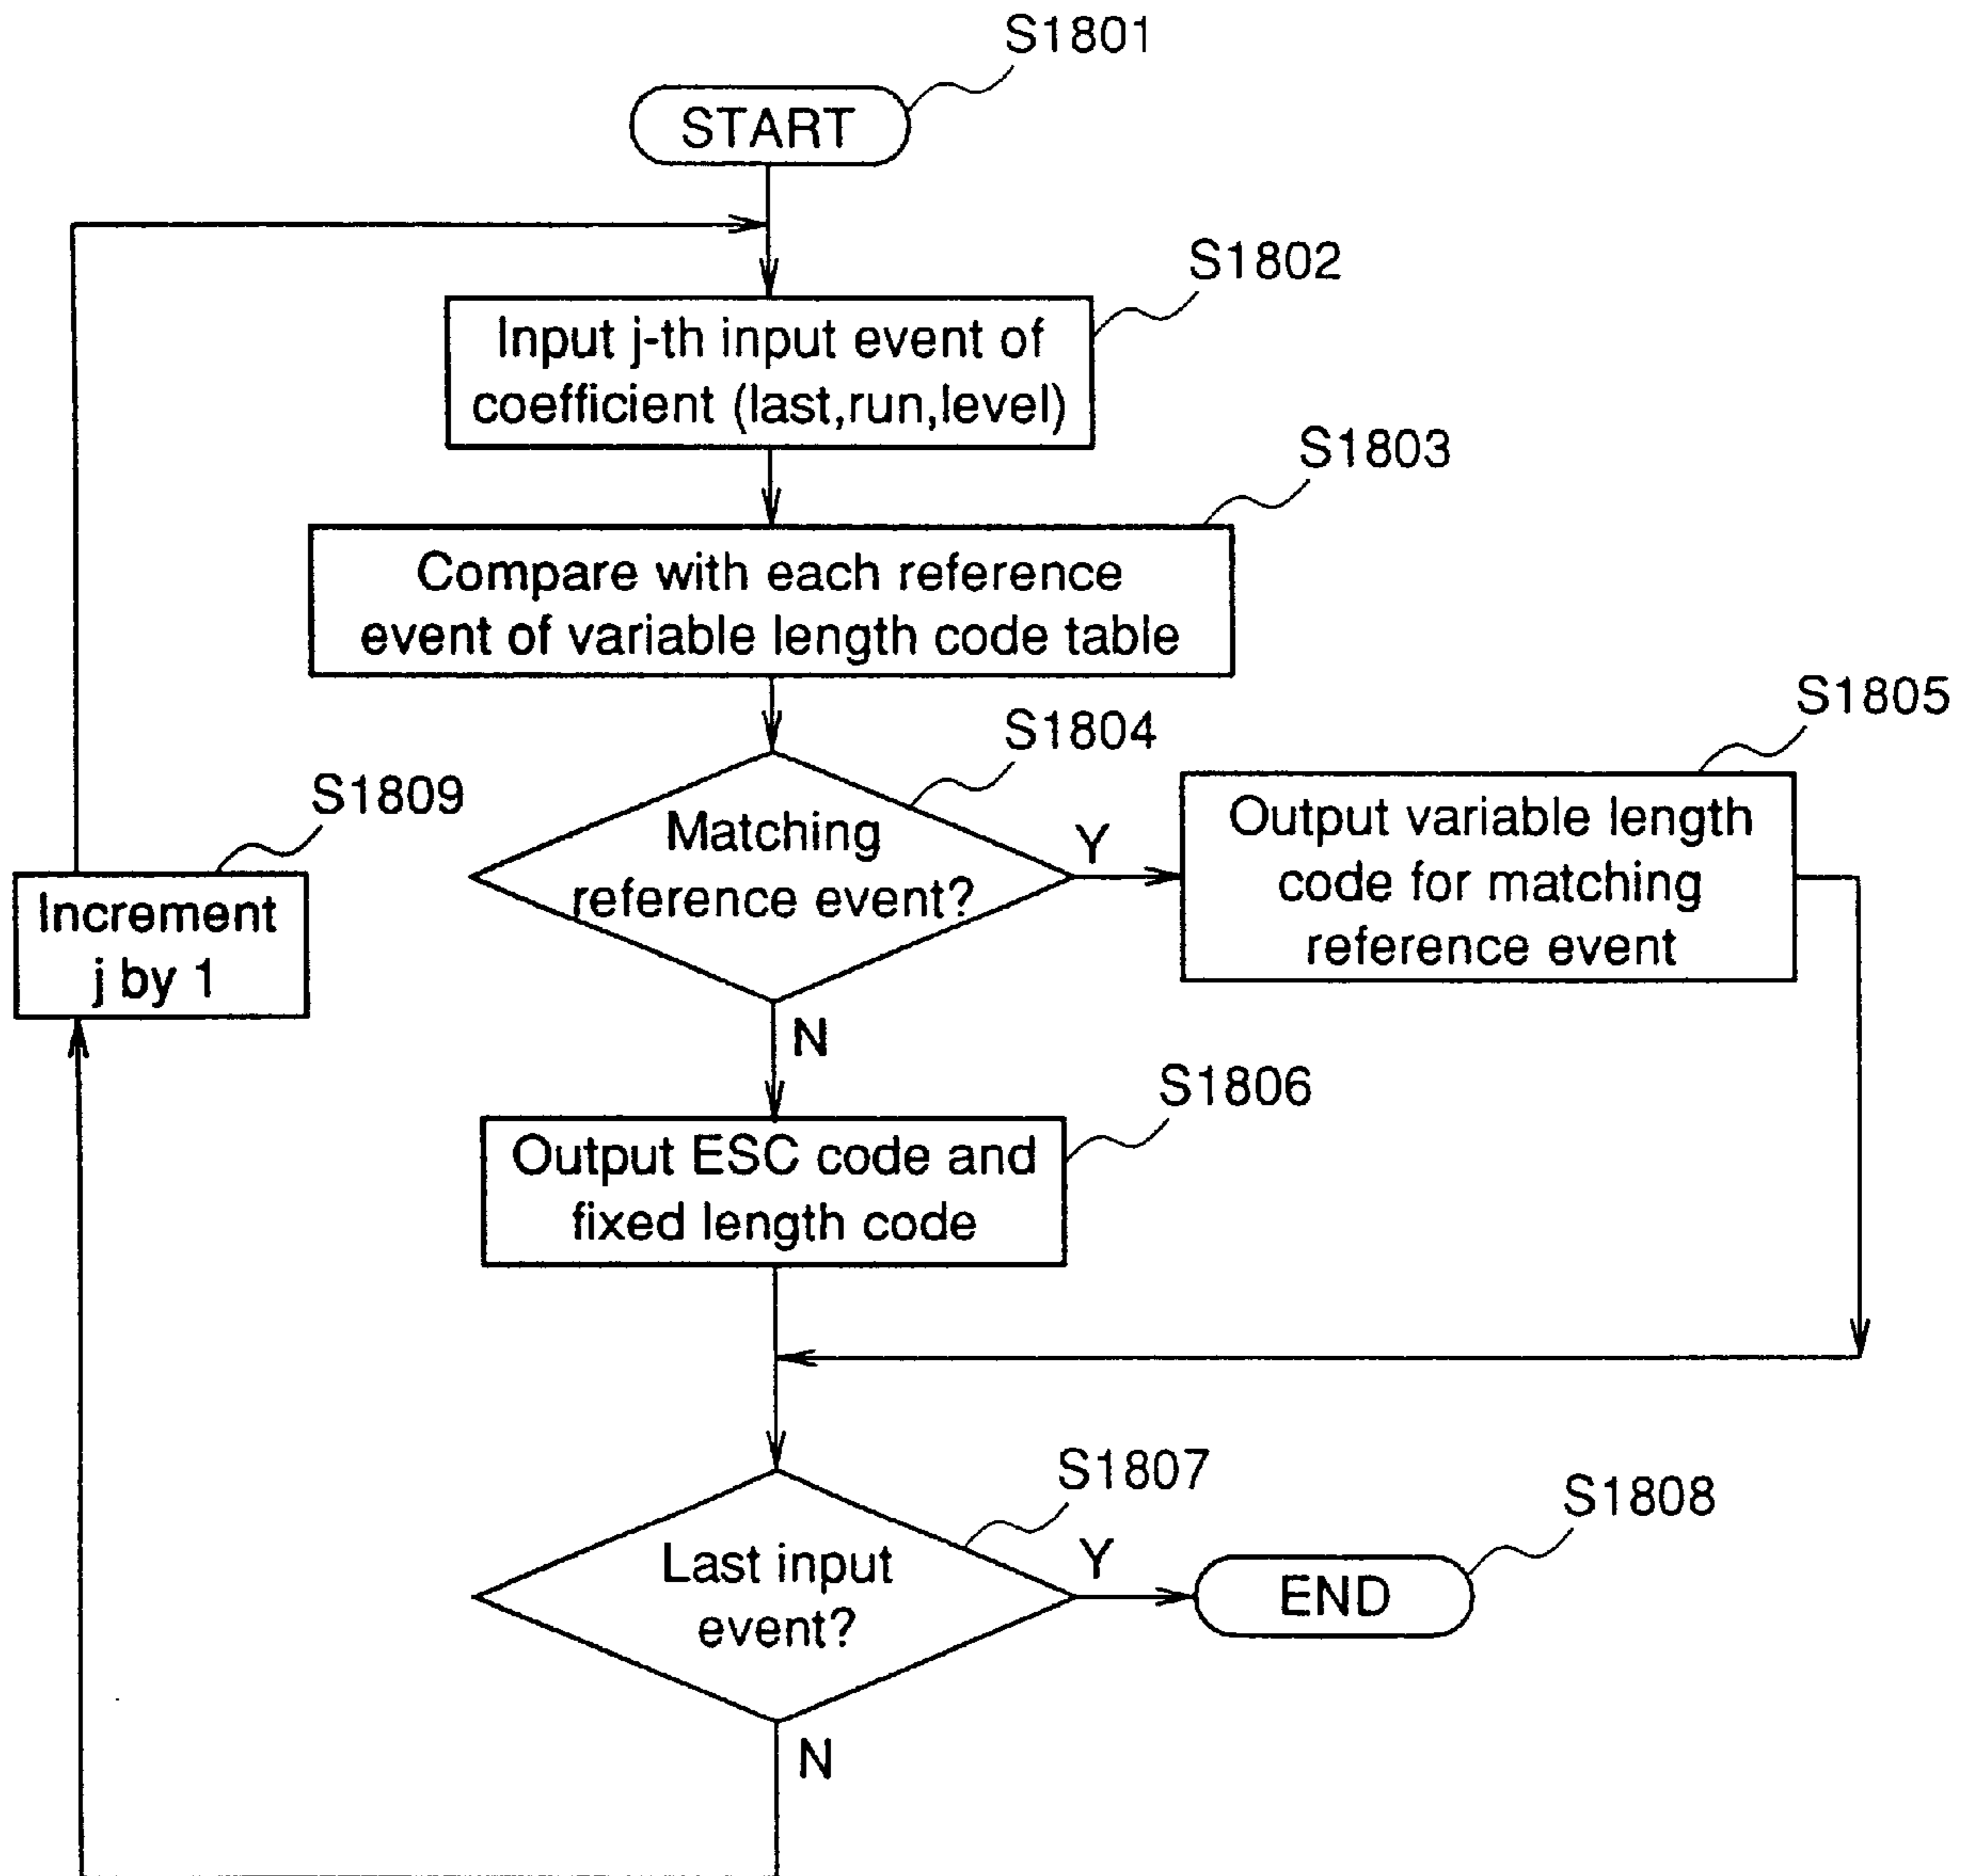 S1801
START
S1802
Input j-th input event of
coefficient (last,run,level)
S1803
Compare with each reference
event of variable length code table
S1804
Matching
reference event?
Y
S1805
Output variable length
code for matching
reference event
S1809
Increment
j by 1
N
S1806
Output ESC code and
fixed length code
S1807
Last input
event?
Y
S1808
END
N